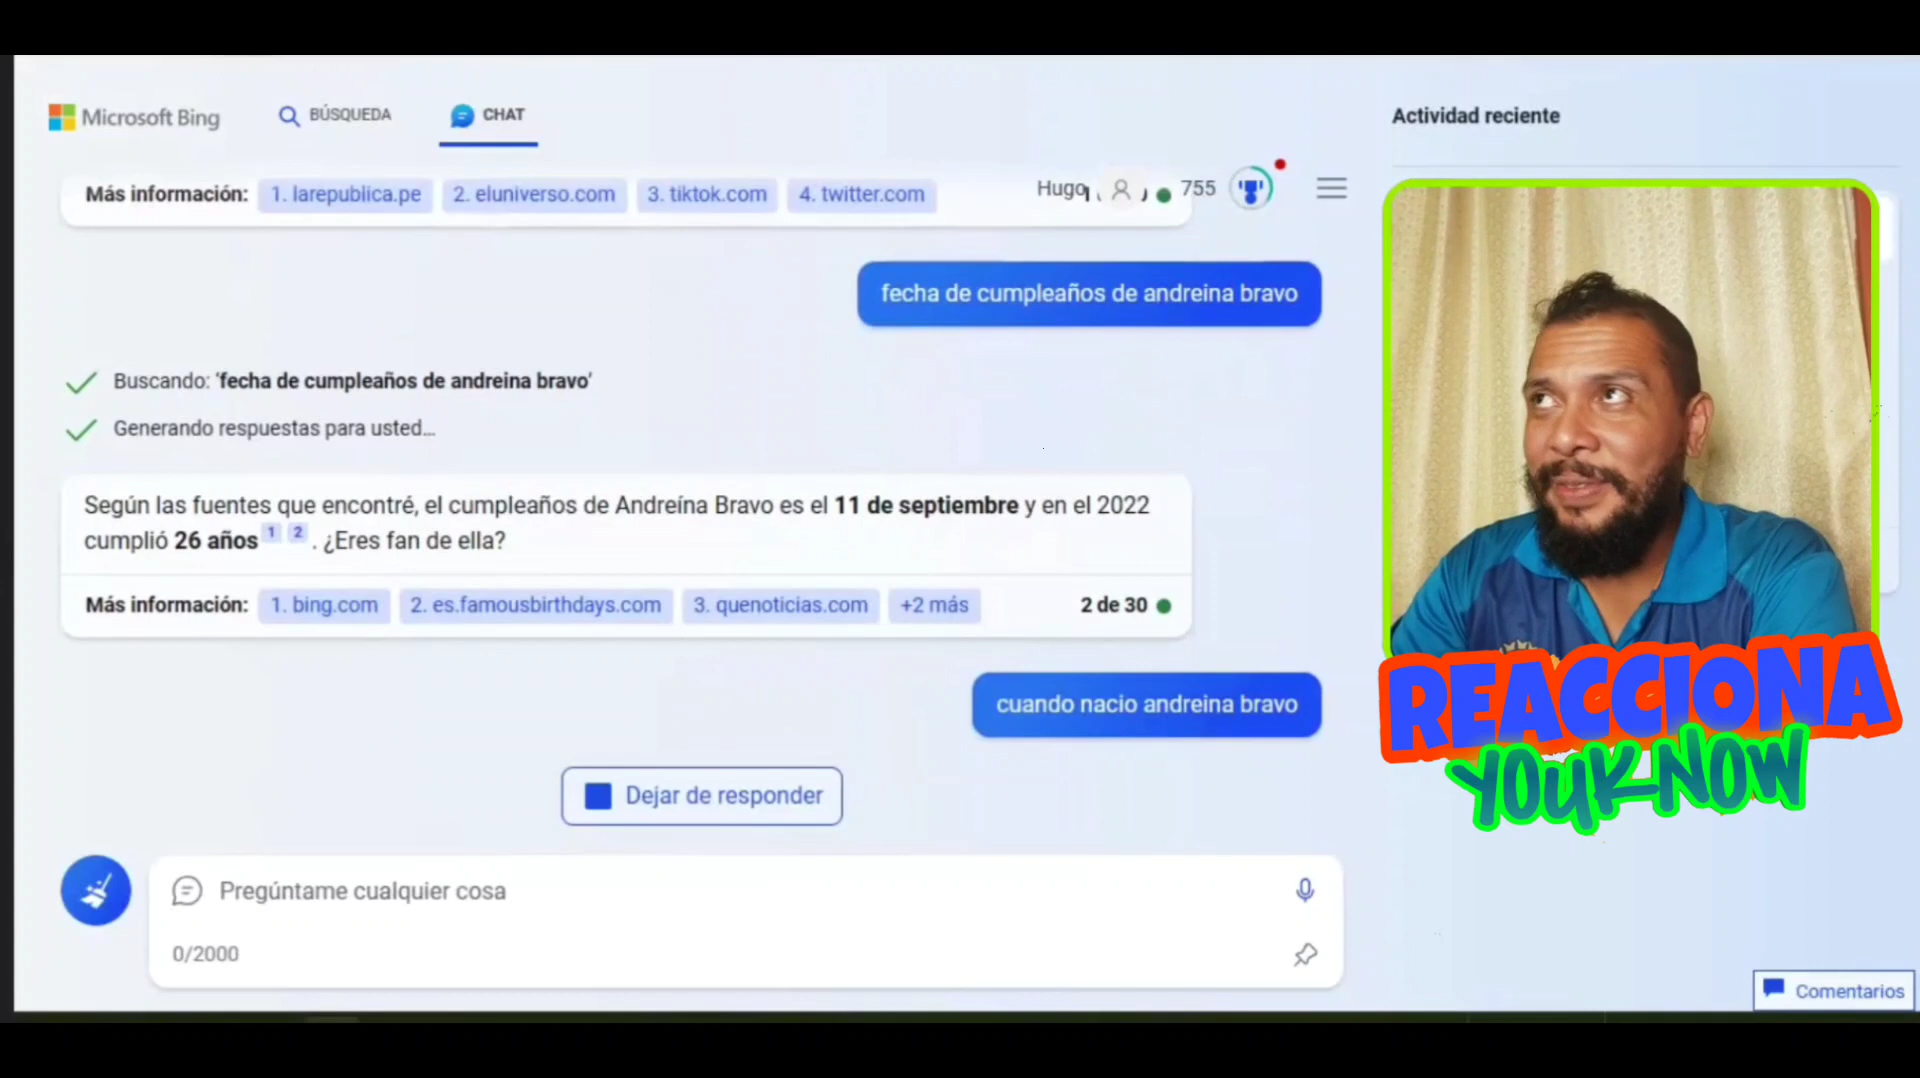 Microsoft Bing
BÚSQUEDA
CHAT
Actividad reciente
Más información: 1. larepublica.pe 2. eluniverso.com 3. tiktok.com 4. twitter.com
Hugo
755
fecha de cumpleaños de andreina bravo
Buscando: 'fecha de cumpleaños de andreina bravo'
Generando respuestas para usted...
Según las fuentes que encontré, el cumpleaños de Andreína Bravo es el 11 de septiembre y en el 2022
cumplió 26 años 1 2 . ¿Eres fan de ella?
Más información: 1. bing.com 2. es.famousbirthdays.com 3. quenoticias.com +2 más
2 de 30
cuando nacio andreina bravo
REACCIONA
YOUKNOW
Dejar de responder
Pregúntame cualquier cosa
0/2000
Comentarios